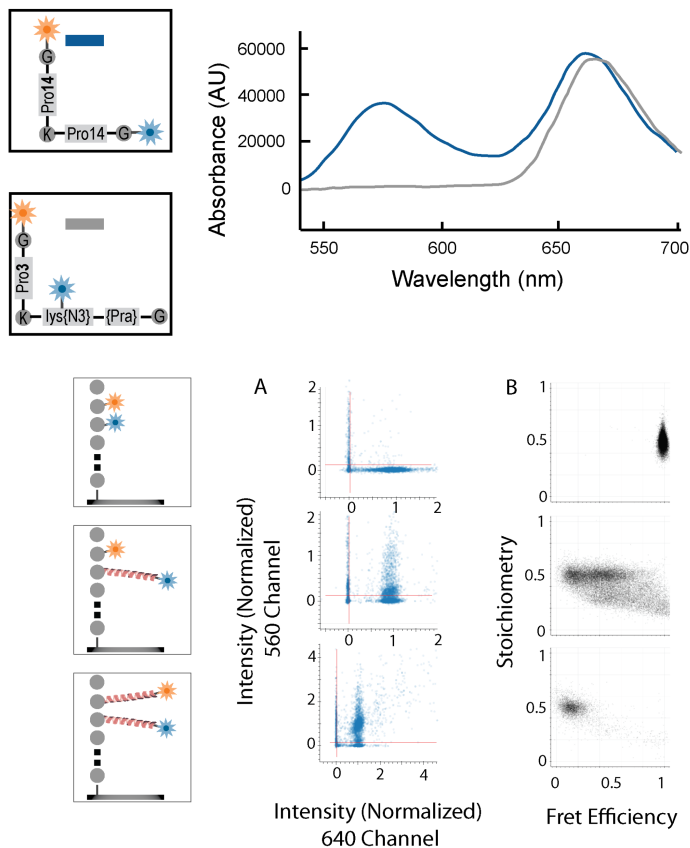 G
Pro14
K
Pro14
G
G
Pro3
K
lys{N3}
{Pra}
G
Absorbance (AU)
60000
40000
20000
0
550
600
650
700
Wavelength (nm)
A
B
Intensity (Normalized)
560 Channel
2
1
0
0
1
2
2
1
0
0
1
2
4
2
0
0
2
4
Intensity (Normalized)
640 Channel
Stoichiometry
1
0.5
0
1
0.5
0
1
0.5
0
0
0.5
1
Fret Efficiency